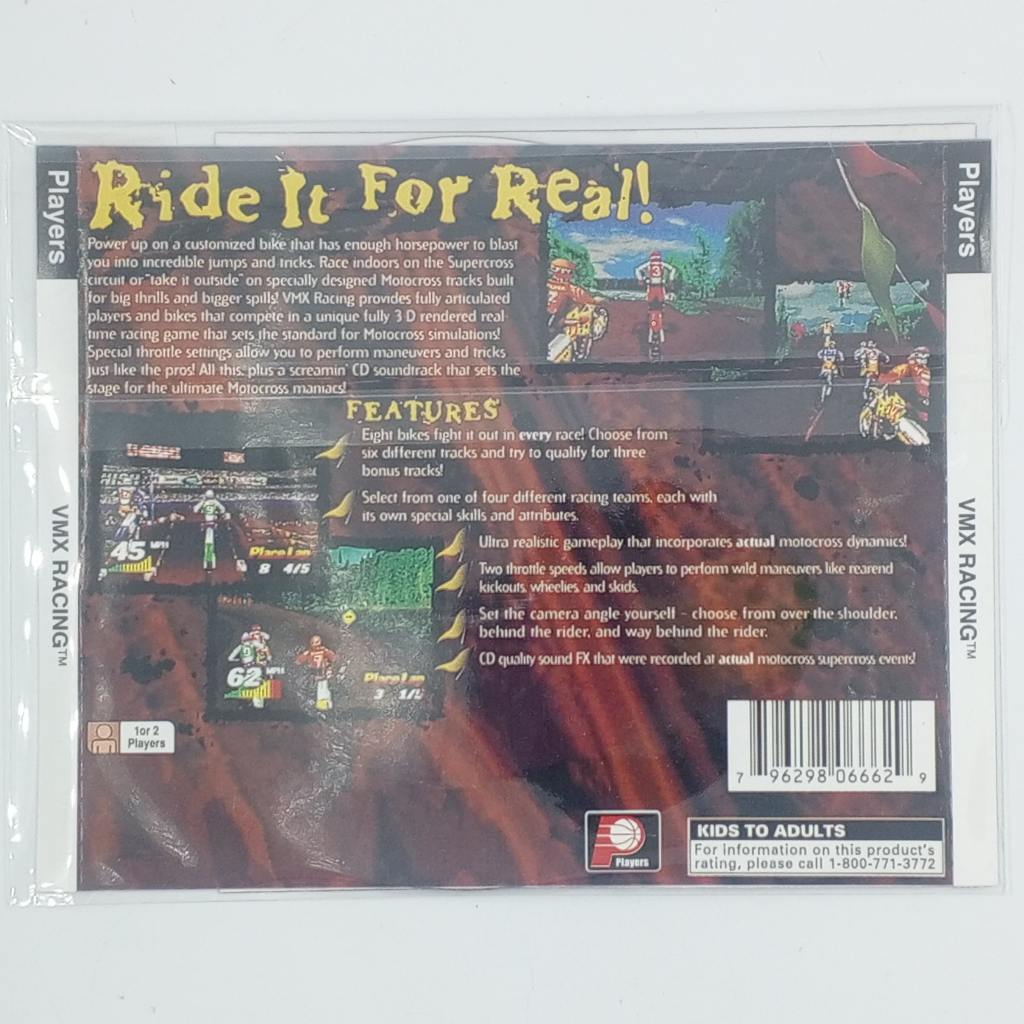 Players
VMX RACING™
Ride It For Real!
Power up on a customized bike that has enough horsepower to blast
you into incredible jumps and tricks. Race indoors on the Supercross
circuit or "take it outside" on specially designed Motocross tracks built
for big thrills and bigger spills! VMX Racing provides fully articulated
players and bikes that compete in a unique fully 3 D rendered real-
time racing game that sets the standard for Motocross simulations!
Special throttle settings allow you to perform maneuvers and tricks
just like the pros! All this, plus a screamin' CD soundtrack that sets the
stage for the ultimate Motocross maniacs!
FEATURES
Eight bikes fight it out in every race! Choose from
six different tracks and try to qualify for three
bonus tracks!
Select from one of four different racing teams, each with
its own special skills and attributes.
Ultra realistic gameplay that incorporates actual motocross dynamics!
Two throttle speeds allow players to perform wild maneuvers like rearend
kickouts, wheelies, and skids.
Set the camera angle yourself - choose from over the shoulder,
behind the rider, and way behind the rider.
CD quality sound FX that were recorded at actual motocross supercross events!
3
45 MPH
Place Lap
8 4/5
62 MPH
Place Lap
3
1or 2
Players
7 96298 06662 9
Players
KIDS TO ADULTS
For information on this product's
rating, please call 1-800-771-3772
Players
VMX RACING™